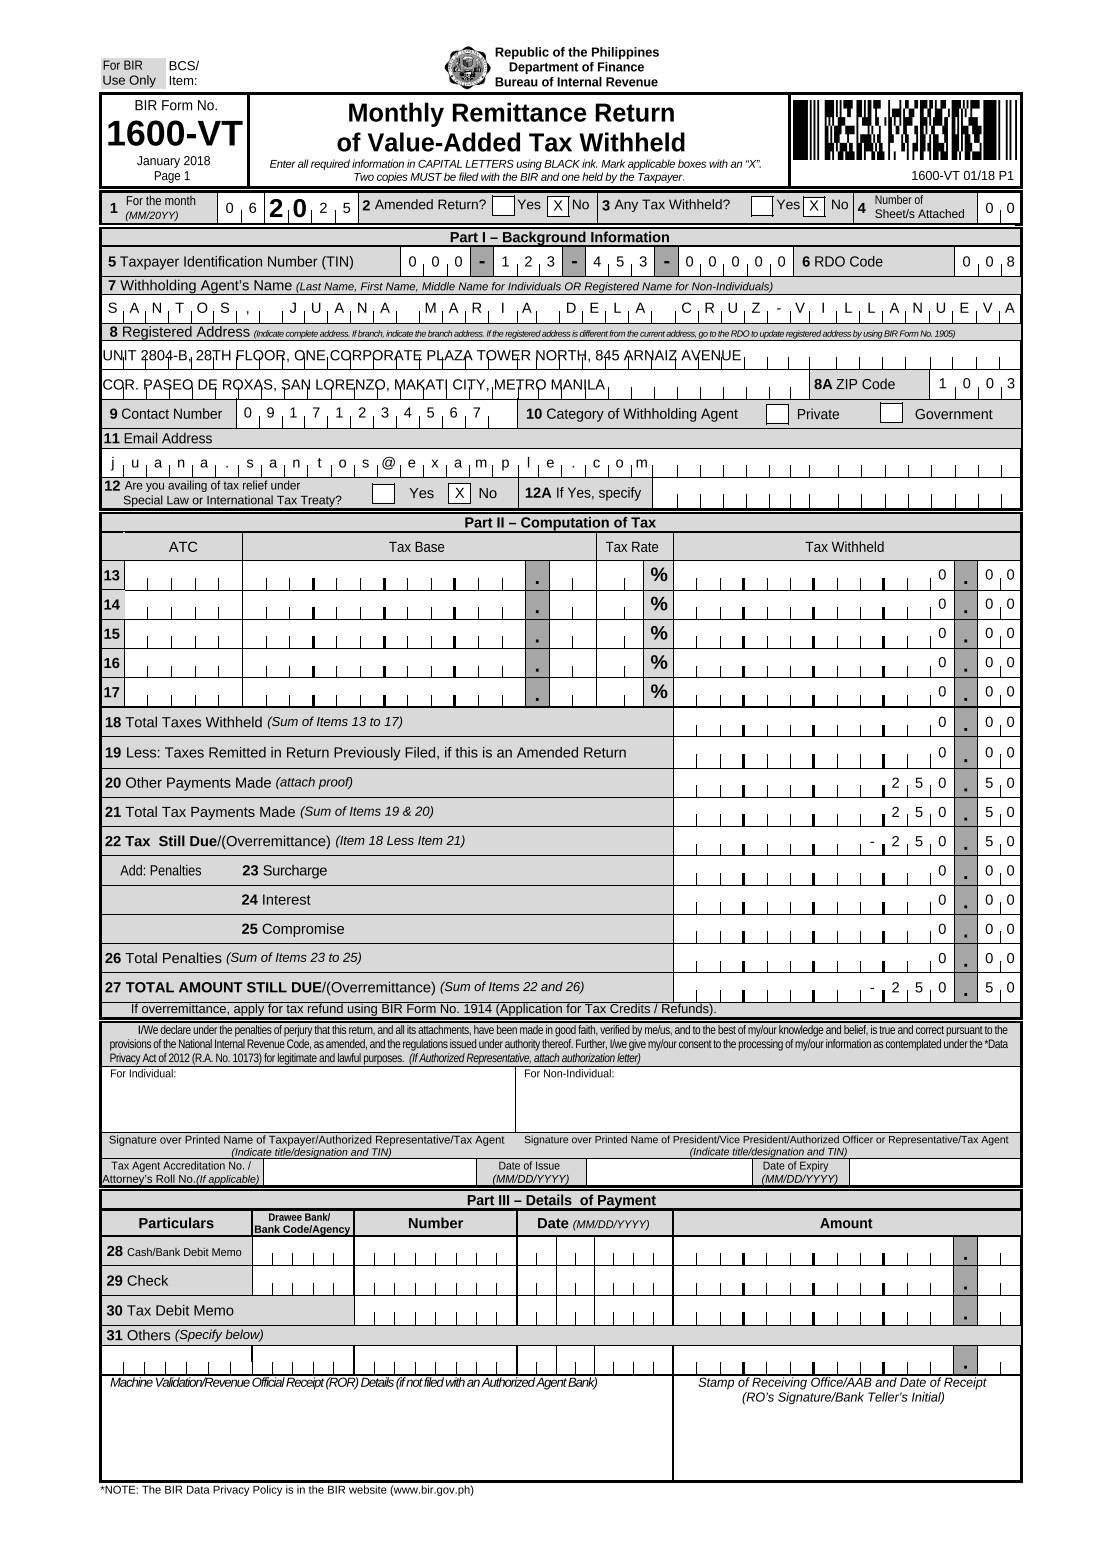 For BIR Use Only
BCS/ Item:
Republic of the Philippines
Department of Finance
Bureau of Internal Revenue
BIR Form No.
1600-VT
January 2018
Page 1
Monthly Remittance Return
of Value-Added Tax Withheld
Enter all required information in CAPITAL LETTERS using BLACK ink. Mark applicable boxes with an “X”.
Two copies MUST be filed with the BIR and one held by the Taxpayer.
1600-VT 01/18 P1
1 For the month (MM/20YY) 0 6 2 0 2 5 2 Amended Return? Yes X No 3 Any Tax Withheld? Yes X No 4 Number of Sheet/s Attached 0 0
Part I – Background Information
5 Taxpayer Identification Number (TIN) 0 0 0 - 1 2 3 - 4 5 3 - 0 0 0 0 0 6 RDO Code 0 0 8
7 Withholding Agent’s Name (Last Name, First Name, Middle Name for Individuals OR Registered Name for Non-Individuals)
S A N T O S , J U A N A M A R I A D E L A C R U Z - V I L L A N U E V A
8 Registered Address (Indicate complete address. If branch, indicate the branch address. If the registered address is different from the current address, go to the RDO to update registered address by using BIR Form No. 1905)
UNIT 2804-B, 28TH FLOOR, ONE CORPORATE PLAZA TOWER NORTH, 845 ARNAIZ AVENUE
COR. PASEO DE ROXAS, SAN LORENZO, MAKATI CITY, METRO MANILA 8A ZIP Code 1 0 0 3
9 Contact Number 0 9 1 7 1 2 3 4 5 6 7 10 Category of Withholding Agent Private Government
11 Email Address
j u a n a . s a n t o s @ e x a m p l e . c o m
12 Are you availing of tax relief under Special Law or International Tax Treaty? Yes X No 12A If Yes, specify
Part II – Computation of Tax
ATC Tax Base Tax Rate Tax Withheld
13 . % 0 . 0 0
14 . % 0 . 0 0
15 . % 0 . 0 0
16 . % 0 . 0 0
17 . % 0 . 0 0
18 Total Taxes Withheld (Sum of Items 13 to 17) 0 . 0 0
19 Less: Taxes Remitted in Return Previously Filed, if this is an Amended Return 0 . 0 0
20 Other Payments Made (attach proof) 2 5 0 . 5 0
21 Total Tax Payments Made (Sum of Items 19 & 20) 2 5 0 . 5 0
22 Tax Still Due/(Overremittance) (Item 18 Less Item 21) - 2 5 0 . 5 0
Add: Penalties 23 Surcharge 0 . 0 0
24 Interest 0 . 0 0
25 Compromise 0 . 0 0
26 Total Penalties (Sum of Items 23 to 25) 0 . 0 0
27 TOTAL AMOUNT STILL DUE/(Overremittance) (Sum of Items 22 and 26) - 2 5 0 . 5 0
If overremittance, apply for tax refund using BIR Form No. 1914 (Application for Tax Credits / Refunds).
I/We declare under the penalties of perjury that this return, and all its attachments, have been made in good faith, verified by me/us, and to the best of my/our knowledge and belief, is true and correct pursuant to the
provisions of the National Internal Revenue Code, as amended, and the regulations issued under authority thereof. Further, I/we give my/our consent to the processing of my/our information as contemplated under the *Data
Privacy Act of 2012 (R.A. No. 10173) for legitimate and lawful purposes. (If Authorized Representative, attach authorization letter)
For Individual: For Non-Individual:
Signature over Printed Name of Taxpayer/Authorized Representative/Tax Agent Signature over Printed Name of President/Vice President/Authorized Officer or Representative/Tax Agent
(Indicate title/designation and TIN) (Indicate title/designation and TIN)
Tax Agent Accreditation No. / Date of Issue Date of Expiry
Attorney’s Roll No.(If applicable) (MM/DD/YYYY) (MM/DD/YYYY)
Part III – Details of Payment
Particulars Drawee Bank/ Bank Code/Agency Number Date (MM/DD/YYYY) Amount
28 Cash/Bank Debit Memo .
29 Check .
30 Tax Debit Memo .
31 Others (Specify below)
.
Machine Validation/Revenue Official Receipt (ROR) Details (if not filed with an Authorized Agent Bank) Stamp of Receiving Office/AAB and Date of Receipt
(RO’s Signature/Bank Teller’s Initial)
*NOTE: The BIR Data Privacy Policy is in the BIR website (www.bir.gov.ph)